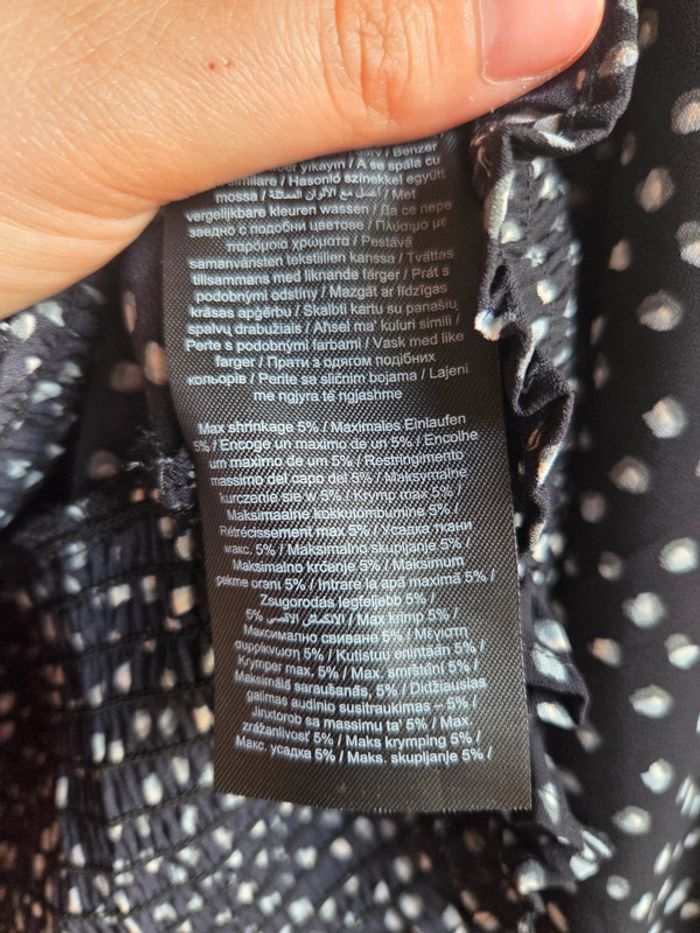 / Benzer
yıkayın / A se spăla cu
similare / Hasonló színekkel együtt
mossa / اغسل مع الألوان المماثلة / Met
vergelijkbare kleuren wassen / Да се пере
заедно с подобни цветове / Πλύσιμο με
παρόμοια χρώματα / Pestävä
samanväristen tekstiilien kanssa / Tvättas
tillsammans med liknande färger / Prát s
podobnými odstíny / Mazgāt ar līdzīgas
krāsas apģērbu / Skalbti kartu su panašių
spalvų drabužiais / Aħsel ma' kuluri simili /
Perte s podobnými farbami / Vask med like
farger / Прати з одягом подібних
кольорів / Perite sa sličnim bojama / Lajeni
me ngjyra të ngjashme
Max shrinkage 5% / Maximales Einlaufen
5% / Encoge un maximo de un 5% / Encolhe
um maximo de um 5% / Restringimento
massimo del capo del 5% / Maksymalne
kurczenie się w 5% / Krymp max 5% /
Maksimaalne kokkutõmbumine 5% /
Rétrécissement max 5% / Усадка ткани
макс. 5% / Maksimalno skupljanje 5% /
Maksimalno krčenje 5% / Maksimum
çekme oranı 5% / Intrare la apă maximă 5% /
Zsugorodás legfeljebb 5% /
الانكماش الأقصى 5% / Max krimp 5% /
Максимално свиване 5% / Μέγιστη
συρρίκνωση 5% / Kutistuu enintään 5% /
Krymper max. 5% / Max. smrštění 5% /
Maksimālā saraušanās, 5% / Didžiausias
galimas audinio susitraukimas – 5% /
Jinxtorob sa massimu ta' 5% / Max.
zrážanlivosť 5% / Maks krymping 5% /
Макс. усадка 5% / Maks. skupljanje 5% /